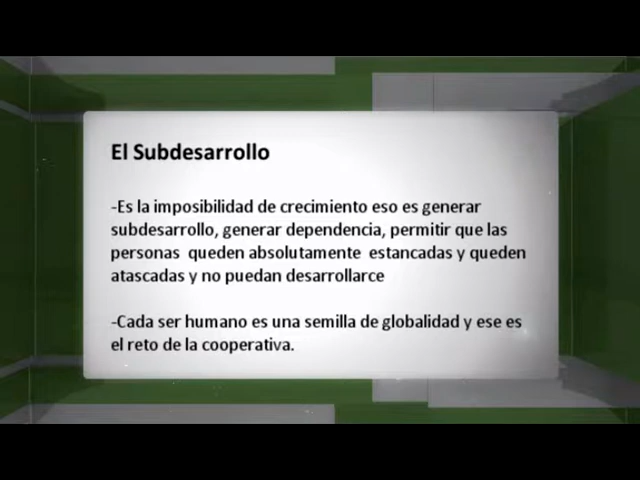 El Subdesarrollo
-Es la imposibilidad de crecimiento eso es generar
subdesarrollo, generar dependencia, permitir que las
personas queden absolutamente estancadas y queden
atascadas y no puedan desarrollarce
-Cada ser humano es una semilla de globalidad y ese es
el reto de la cooperativa.